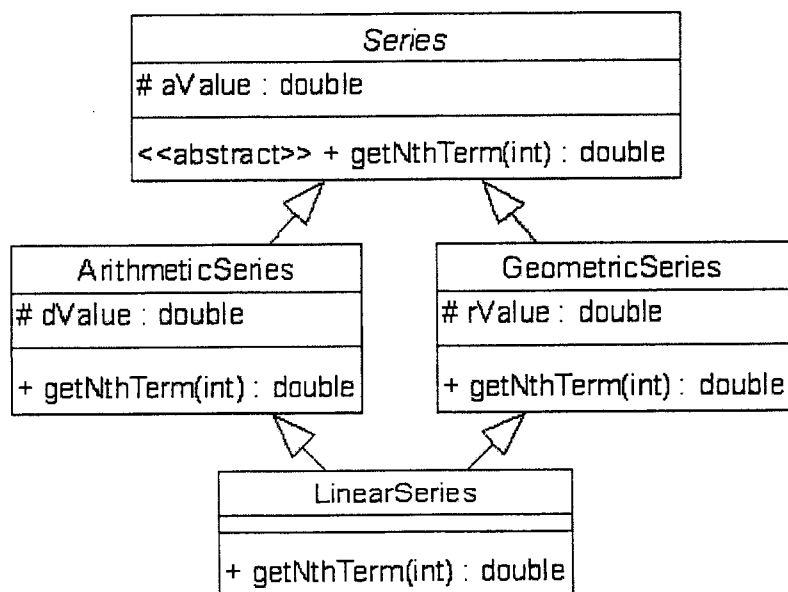 Series
# aValue : double
<<abstract>> + getNthTerm(int) : double
ArithmeticSeries
# dValue : double
+ getNthTerm(int) : double
GeometricSeries
# rValue : double
+ getNthTerm(int) : double
LinearSeries
+ getNthTerm(int) : double